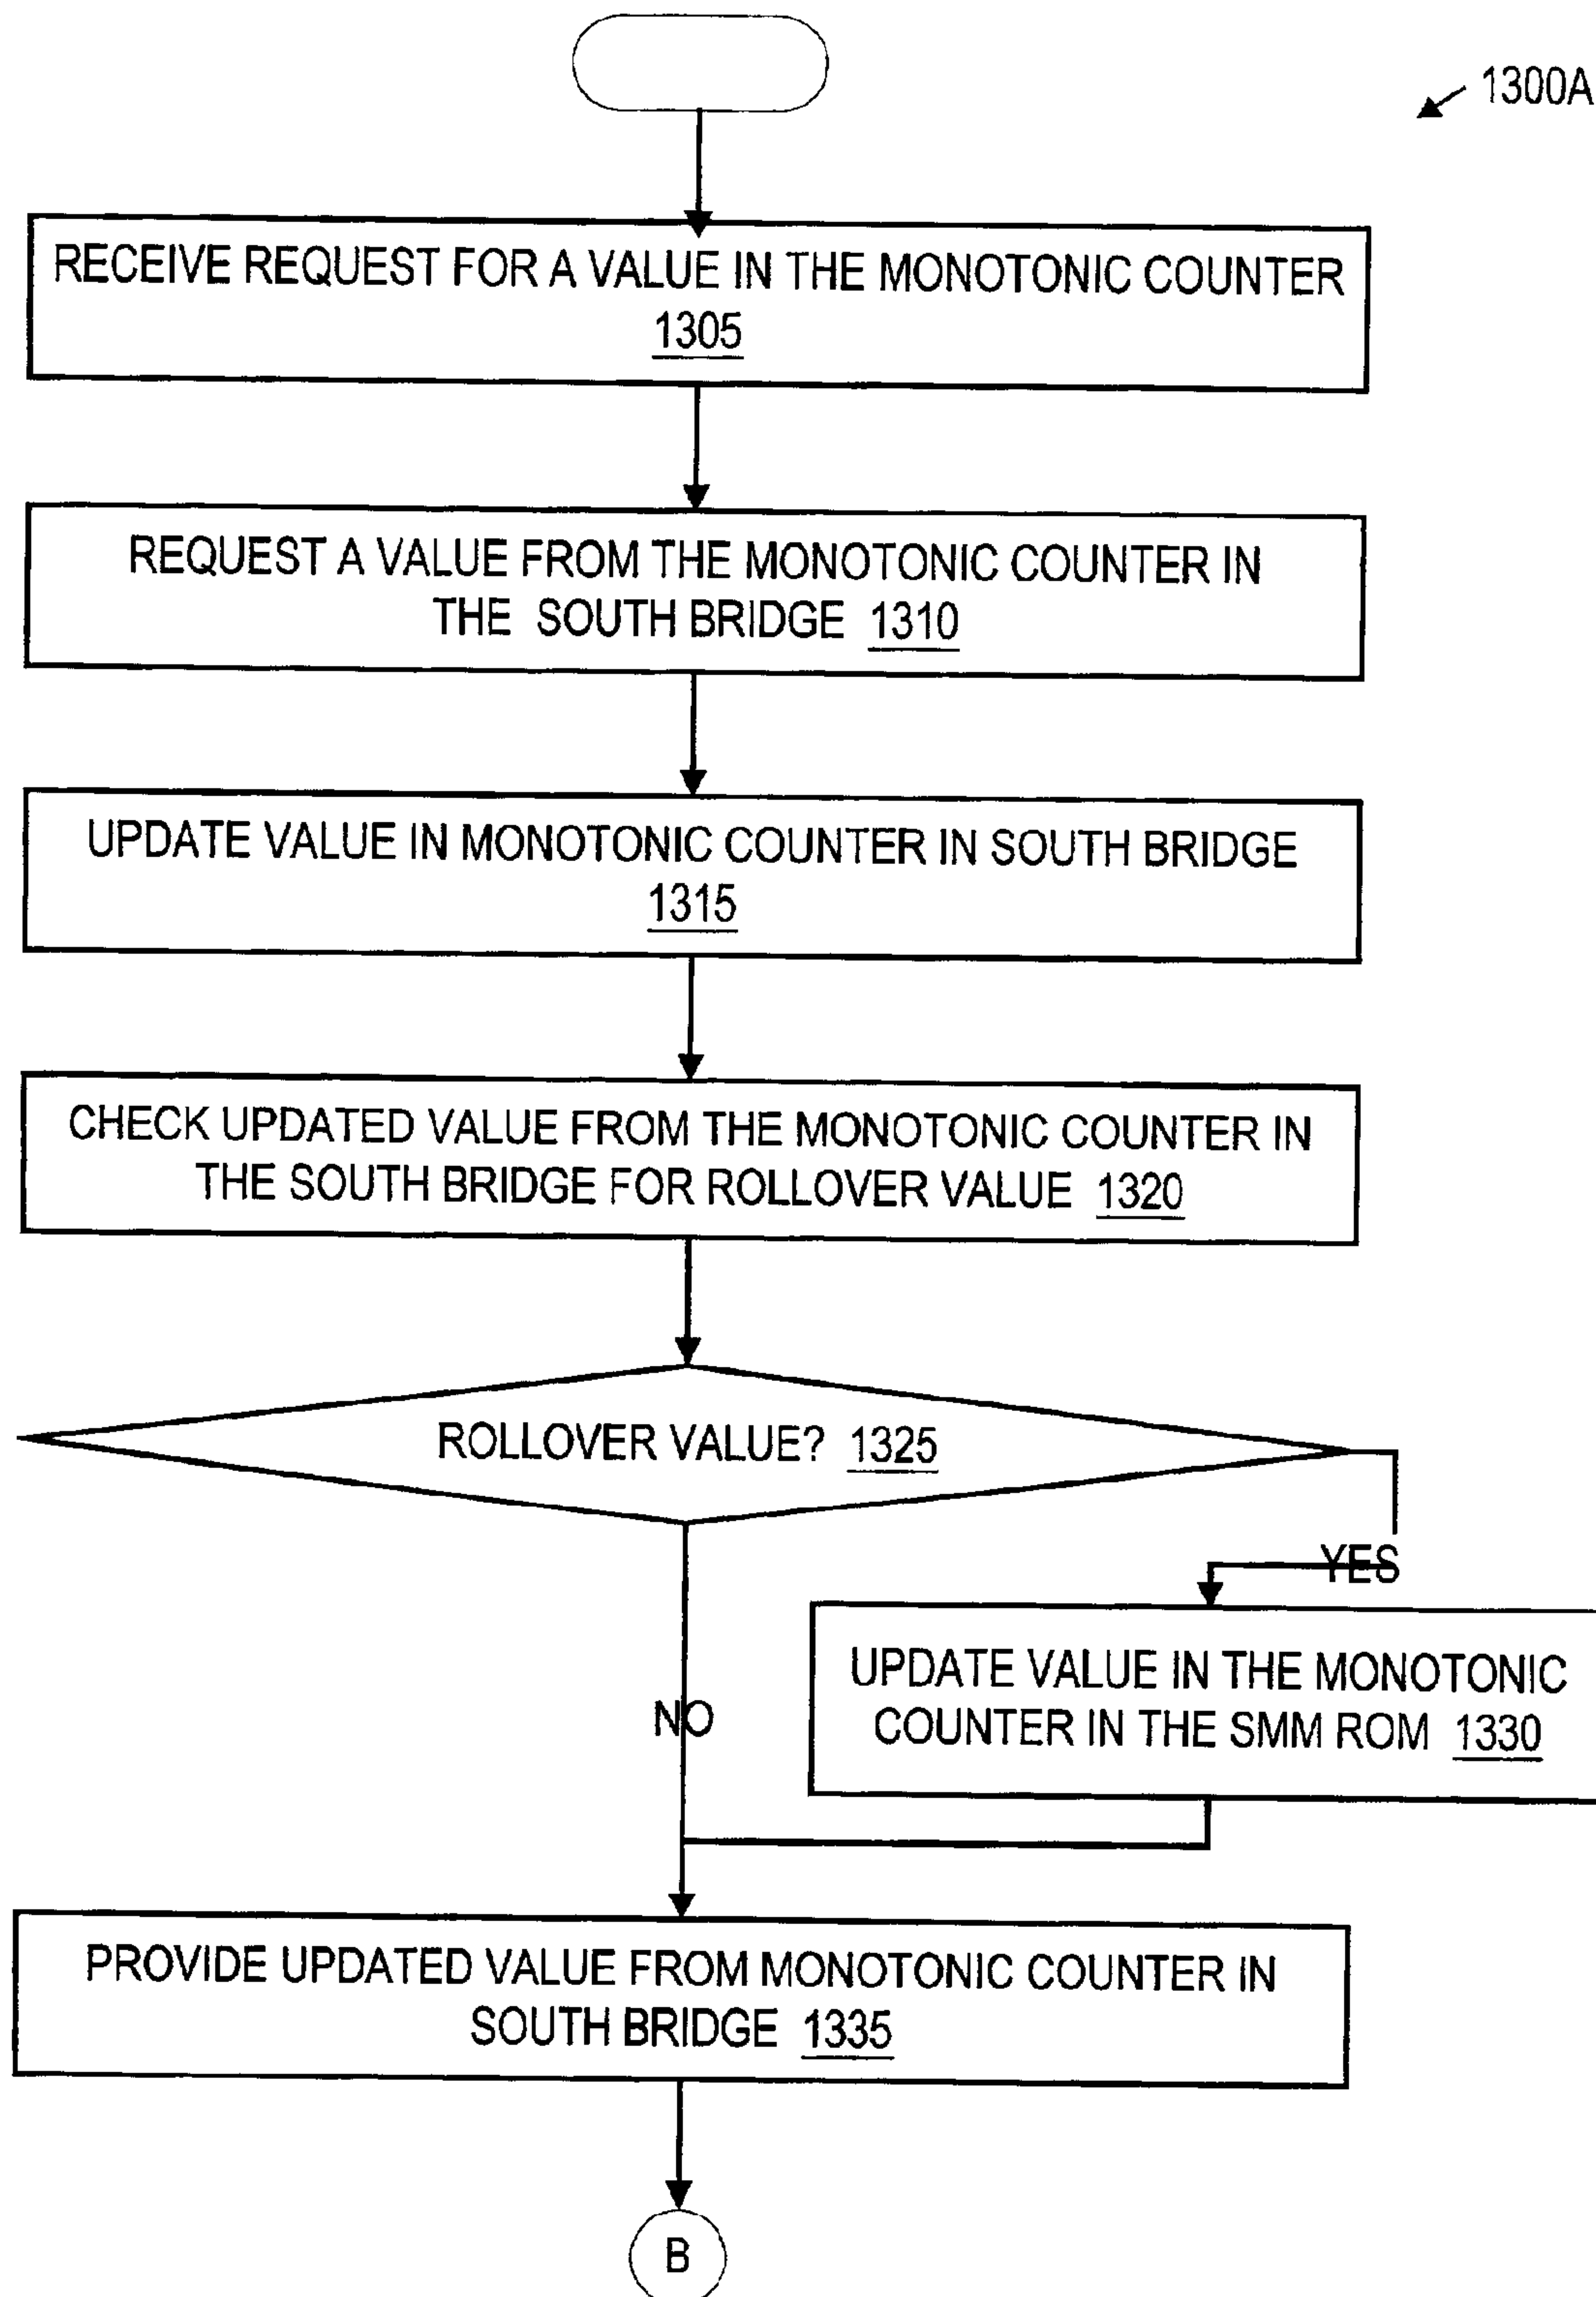 1300A
RECEIVE REQUEST FOR A VALUE IN THE MONOTONIC COUNTER
1305
REQUEST A VALUE FROM THE MONOTONIC COUNTER IN
THE SOUTH BRIDGE 1310
UPDATE VALUE IN MONOTONIC COUNTER IN SOUTH BRIDGE
1315
CHECK UPDATED VALUE FROM THE MONOTONIC COUNTER IN
THE SOUTH BRIDGE FOR ROLLOVER VALUE 1320
ROLLOVER VALUE? 1325
YES
UPDATE VALUE IN THE MONOTONIC
COUNTER IN THE SMM ROM 1330
NO
PROVIDE UPDATED VALUE FROM MONOTONIC COUNTER IN
SOUTH BRIDGE 1335
B